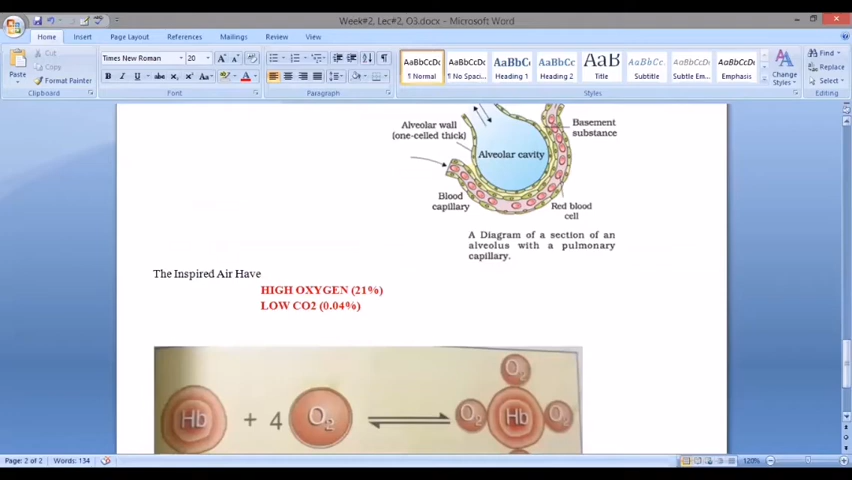 Week#2, Lec#2, O3.docx - Microsoft Word
Home Insert Page Layout References Mailings Review View
Cut
Copy
Format Painter
Paste
Clipboard
Times New Roman 20
Font
Paragraph
AaBbCcDc AaBbCcDc AaBbC AaBbCc AaB AaBbCc. AaBbCcDc
¶ Normal ¶ No Spaci... Heading 1 Heading 2 Title Subtitle Subtle Em... Emphasis
Change Styles
Styles
Find
Replace
Select
Editing
Alveolar wall
(one-celled thick)
Basement
substance
Alveolar cavity
Blood
capillary
Red blood
cell
A Diagram of a section of an
alveolus with a pulmonary
capillary.
The Inspired Air Have
HIGH OXYGEN (21%)
LOW CO2 (0.04%)
Hb + 4 O2 O2 O2 Hb O2
Page: 2 of 2 Words: 134 120%